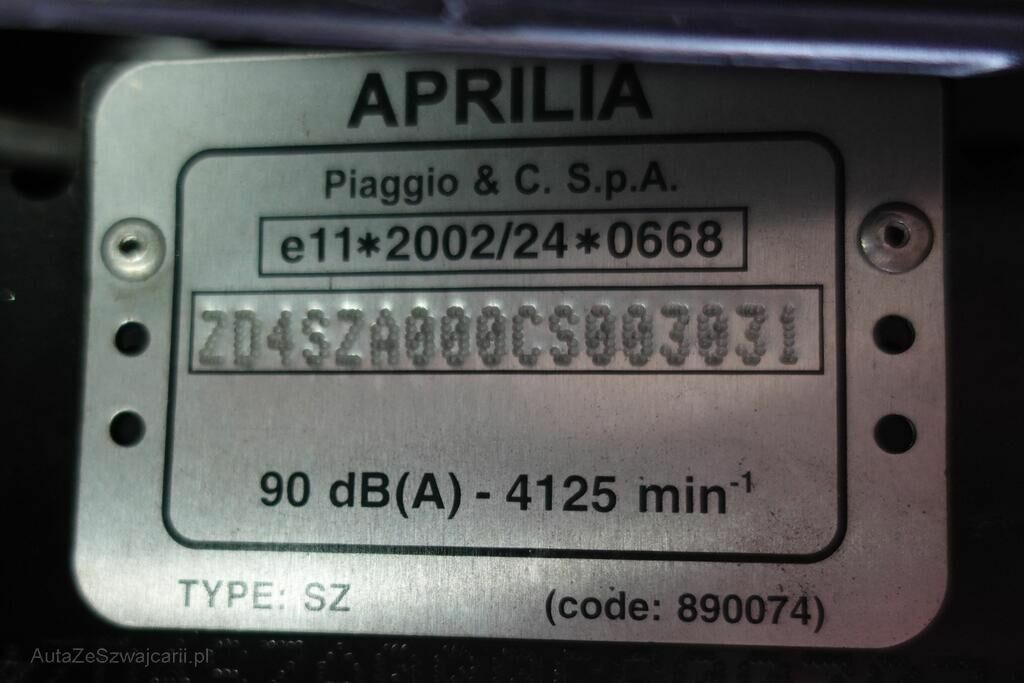 APRILIA
Piaggio & C. S.p.A.
e11*2002/24*0668
ZD4SZA000CS003031
90 dB(A) - 4125 min-1
TYPE: SZ
(code: 890074)
AutaZeSzwajcarii.pl